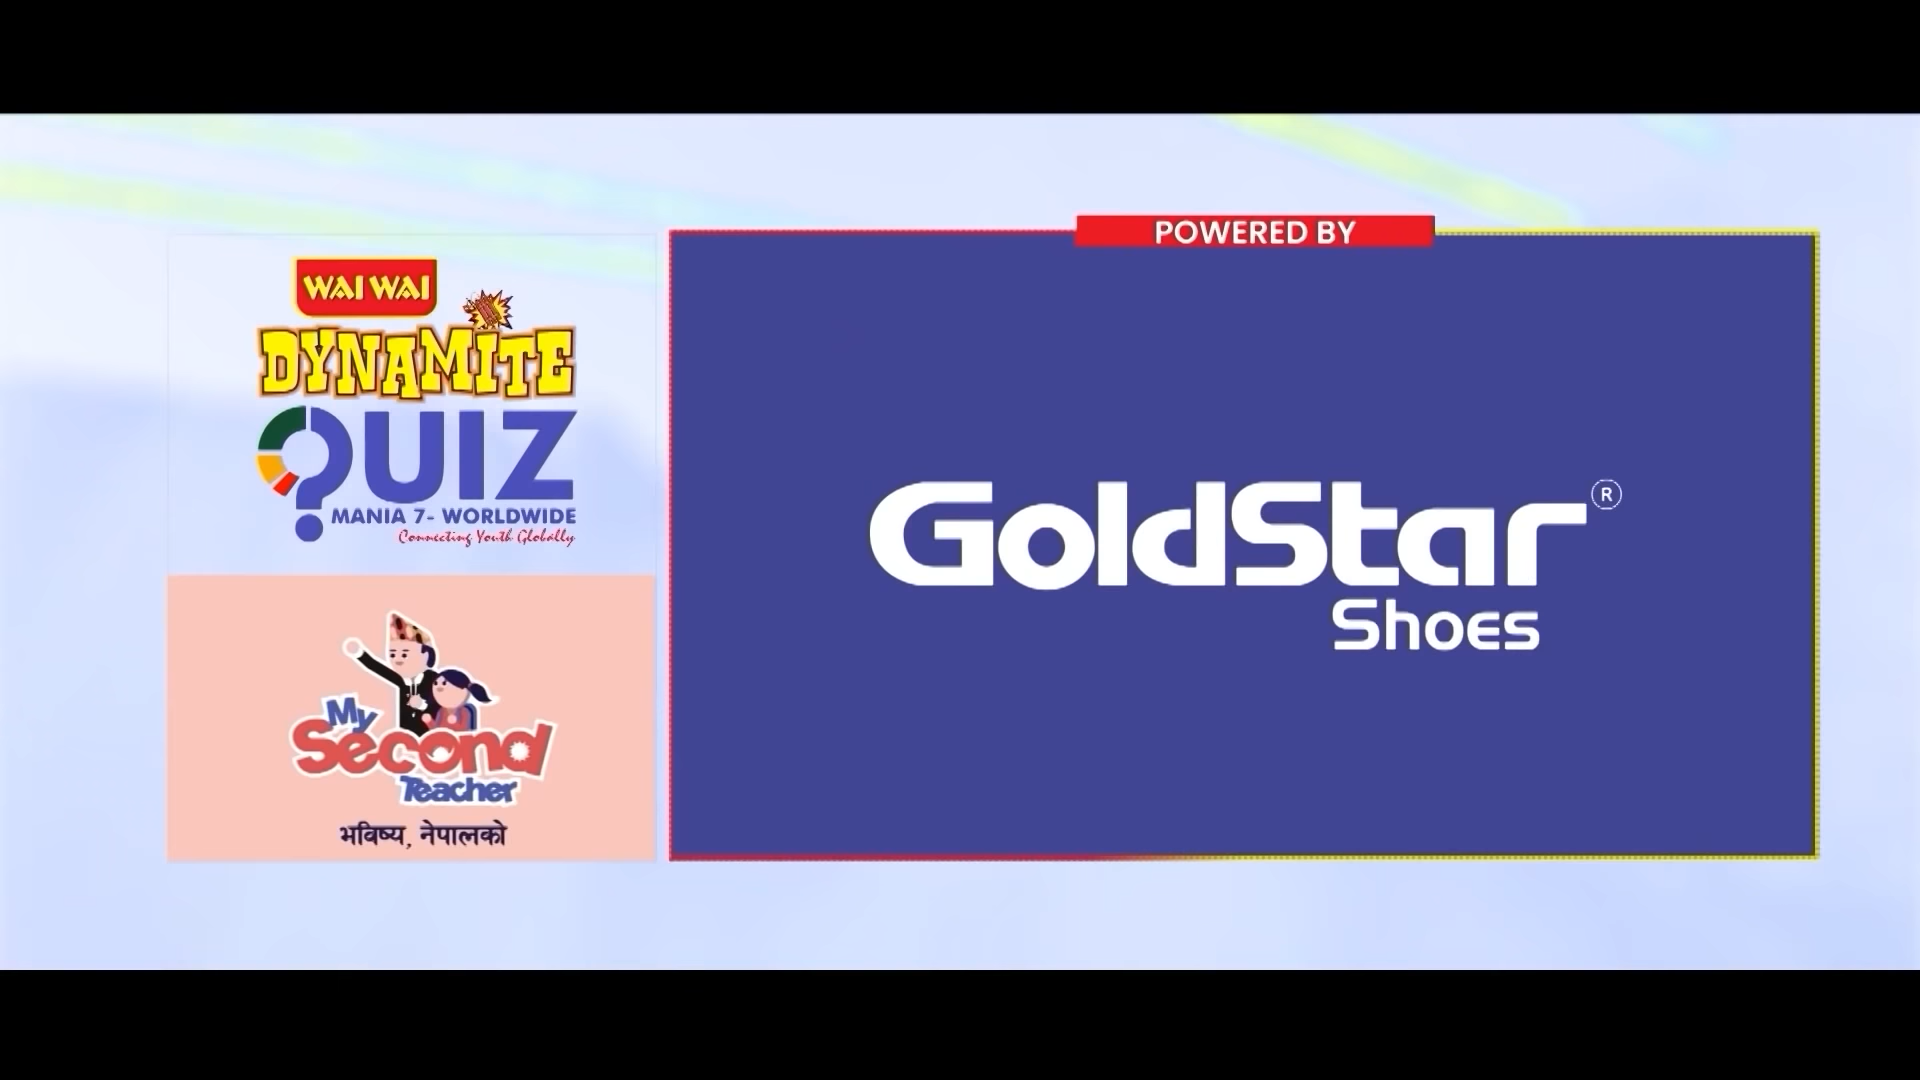 WAI WAI
DYNAMITE
QUIZ
MANIA 7- WORLDWIDE
Connecting Youth Globally
My
Second
Teacher
भविष्य, नेपालको
POWERED BY
GoldStar®
Shoes